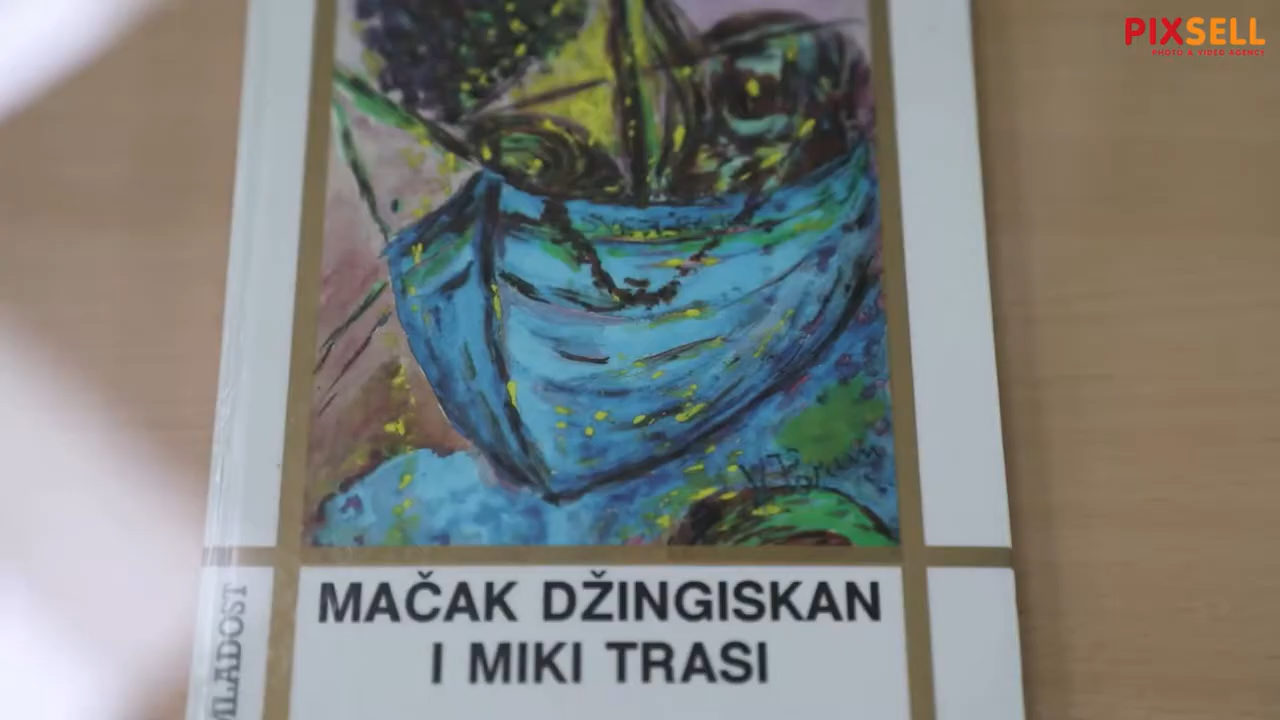 PIXSELL
PHOTO & VIDEO AGENCY
MAČAK DŽINGISKAN
I MIKI TRASI
MLADOST